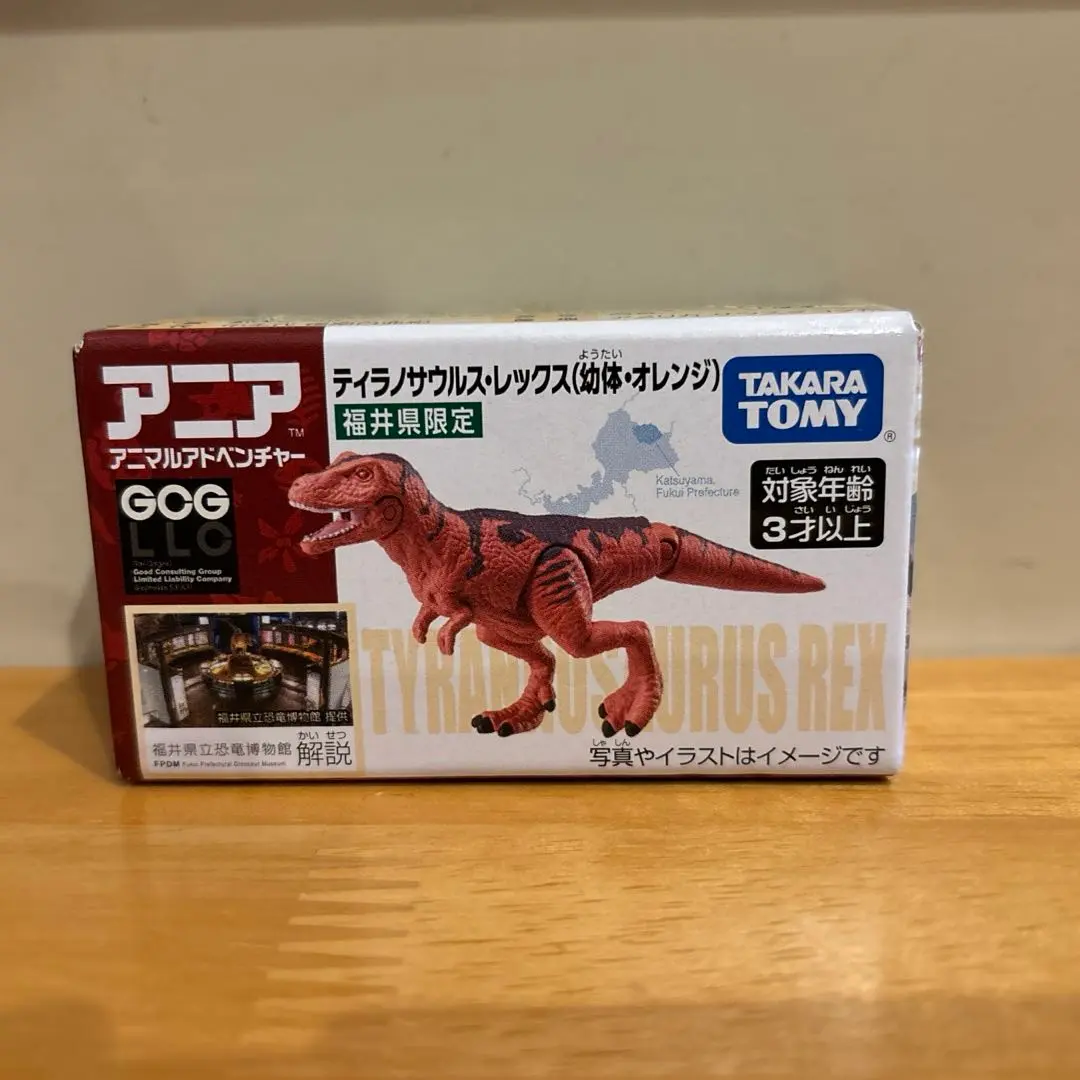 アニア
TM
アニマルアドベンチャー
GCG
LLC
Good Consulting Group
Limited Liability Company
ようたい
ティラノサウルス・レックス(幼体・オレンジ)
福井県限定
Katsuyama,
Fukui Prefecture
TAKARA
TOMY
®
たい しょう ねん れい
対象年齢
さい い じょう
3才以上
TYRANNOSAURUS REX
福井県立恐竜博物館 提供
かい せつ
福井県立恐竜博物館 解説
FPDM Fukui Prefectural Dinosaur Museum
しゃ しん
写真やイラストはイメージです